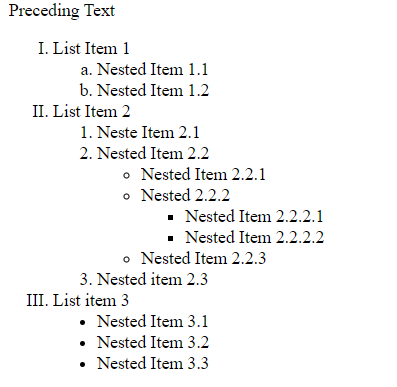 Preceding Text
I. List Item 1
a. Nested Item 1.1
b. Nested Item 1.2
II. List Item 2
1. Neste Item 2.1
2. Nested Item 2.2
◦ Nested Item 2.2.1
◦ Nested 2.2.2
▪ Nested Item 2.2.2.1
▪ Nested Item 2.2.2.2
◦ Nested Item 2.2.3
3. Nested item 2.3
III. List item 3
• Nested Item 3.1
• Nested Item 3.2
• Nested Item 3.3